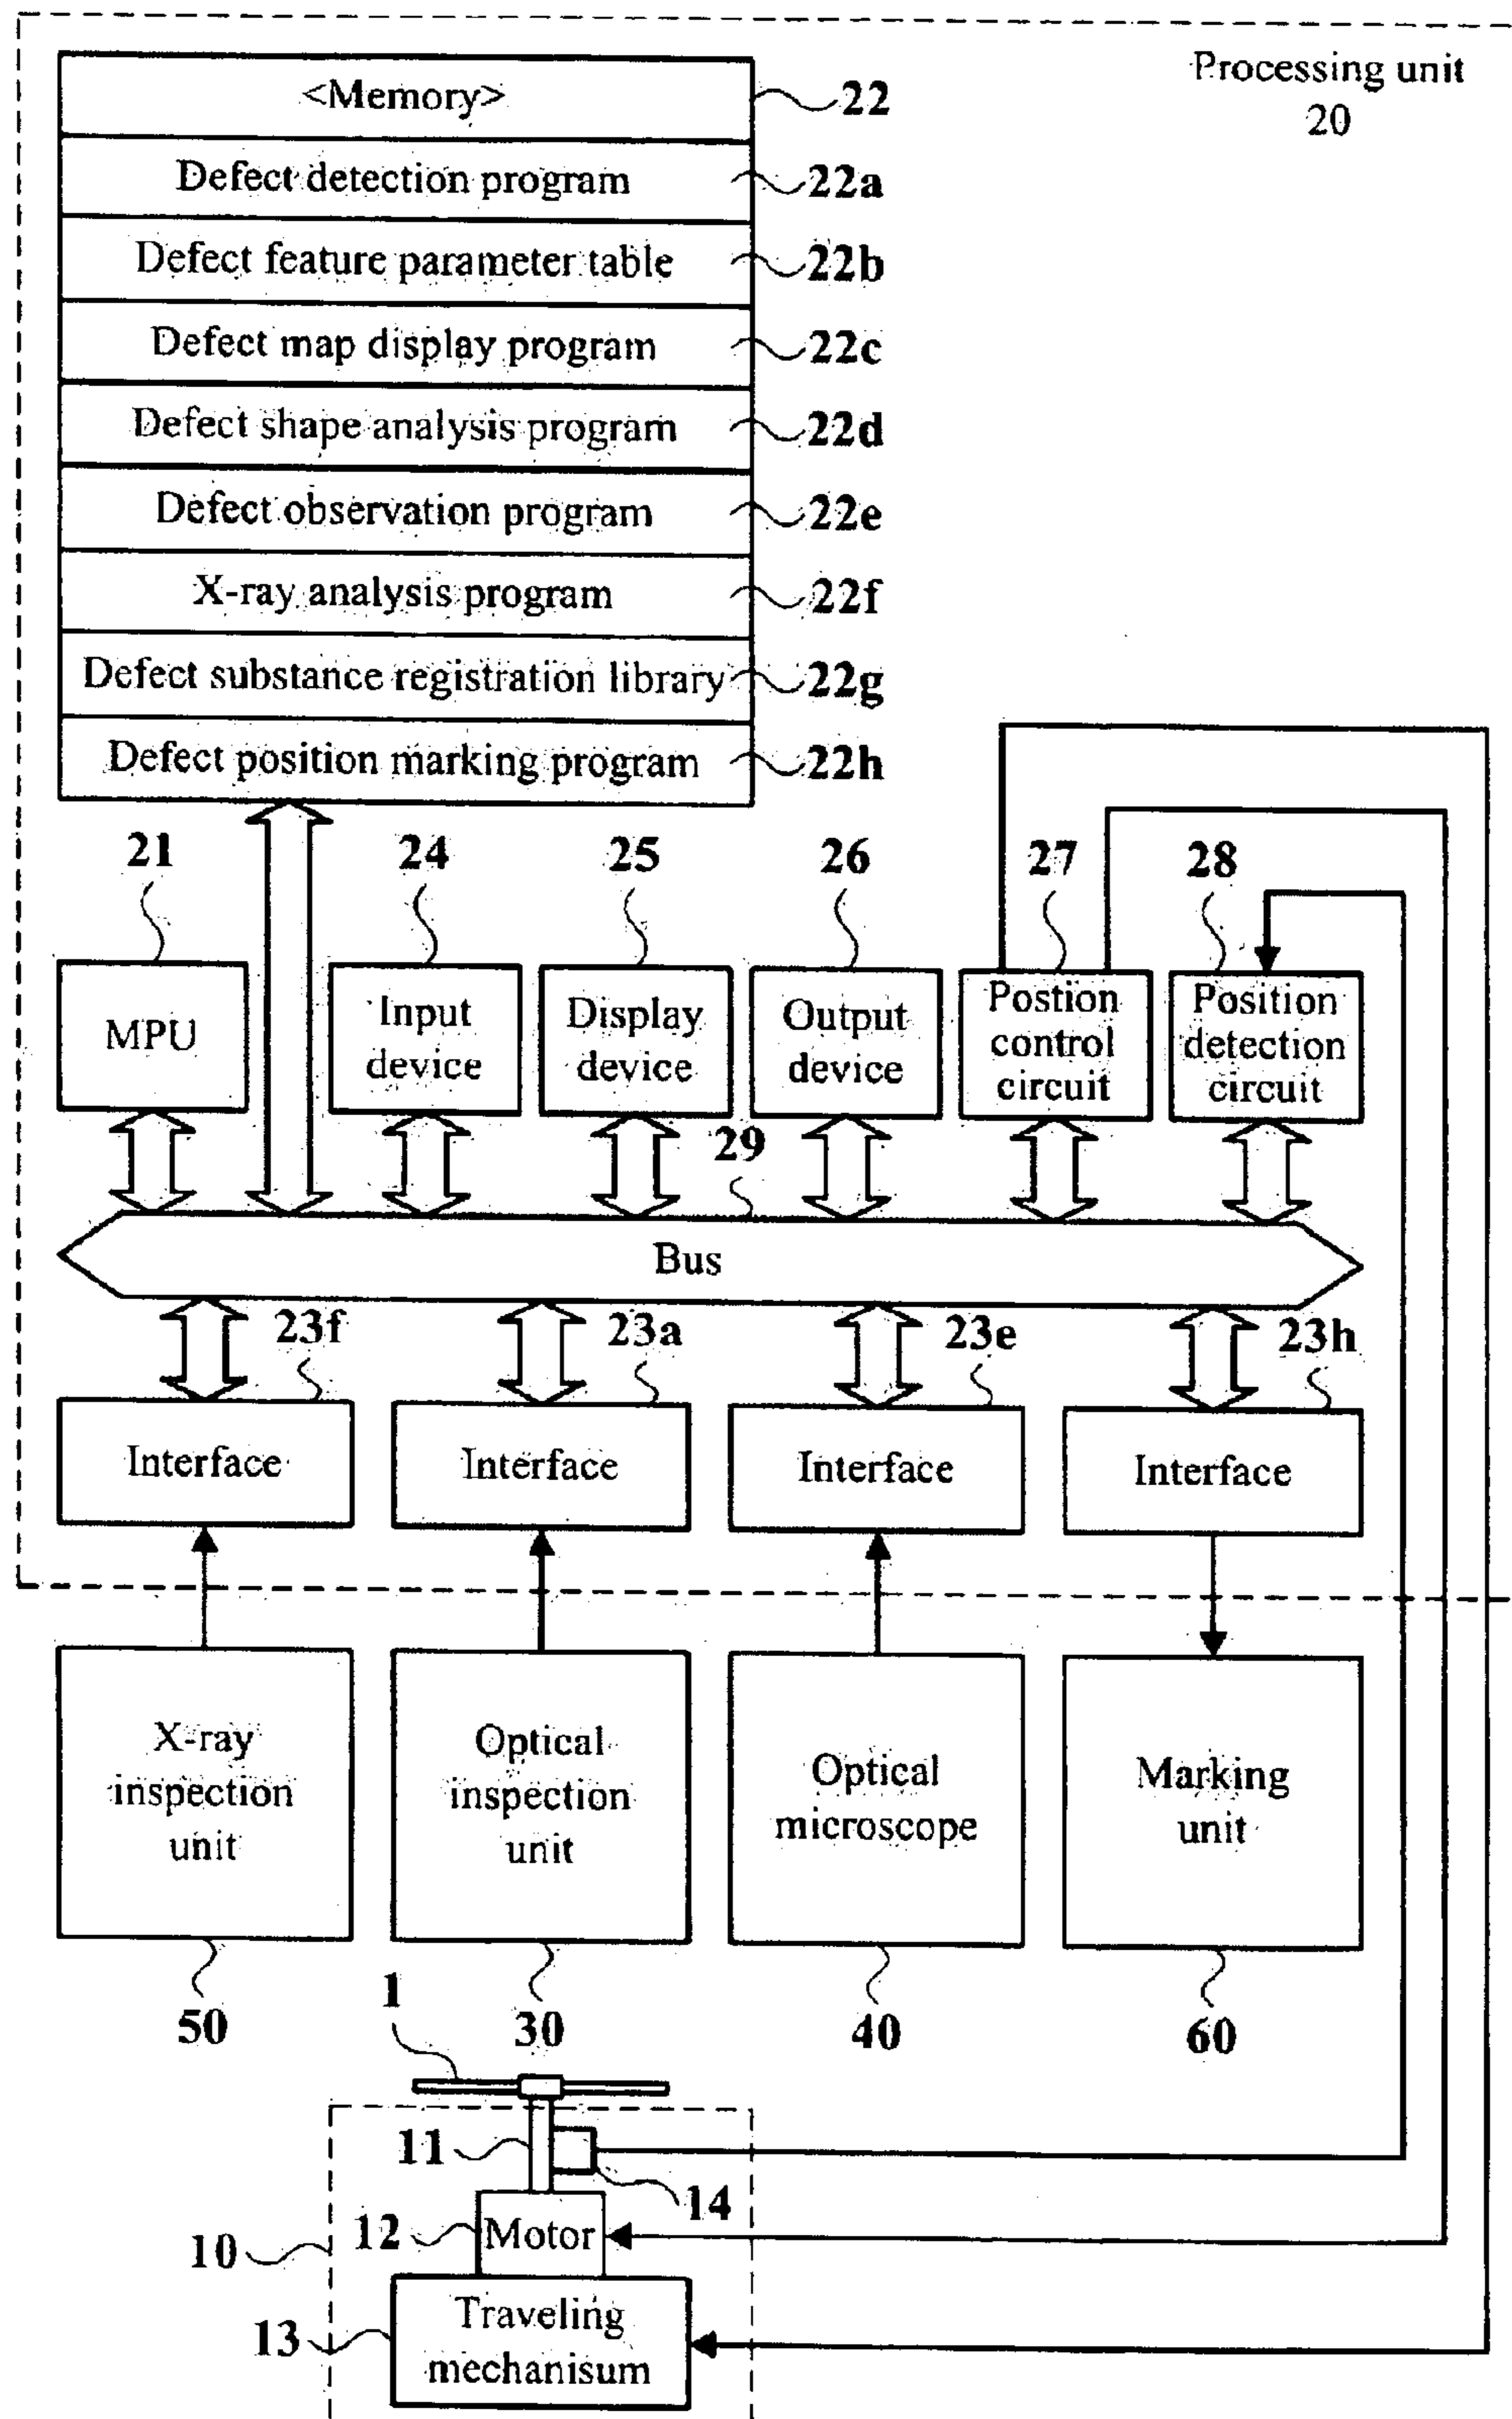 Processing unit
20
<Memory>
22
Defect detection program
22a
Defect feature parameter table
22b
Defect map display program
22c
Defect shape analysis program
22d
Defect observation program
22e
X-ray analysis program
22f
Defect substance registration library
22g
Defect position marking program
22h
21
24
25
26
27
28
MPU
Input
device
Display
device
Output
device
Postion
control
circuit
Position
detection
circuit
29
Bus
23f
23a
23e
23h
Interface
Interface
Interface
Interface
X-ray
inspection
unit
Optical
inspection
unit
Optical
microscope
Marking
unit
50
30
40
60
1
11
14
10
12
Motor
13
Traveling
mechanisum